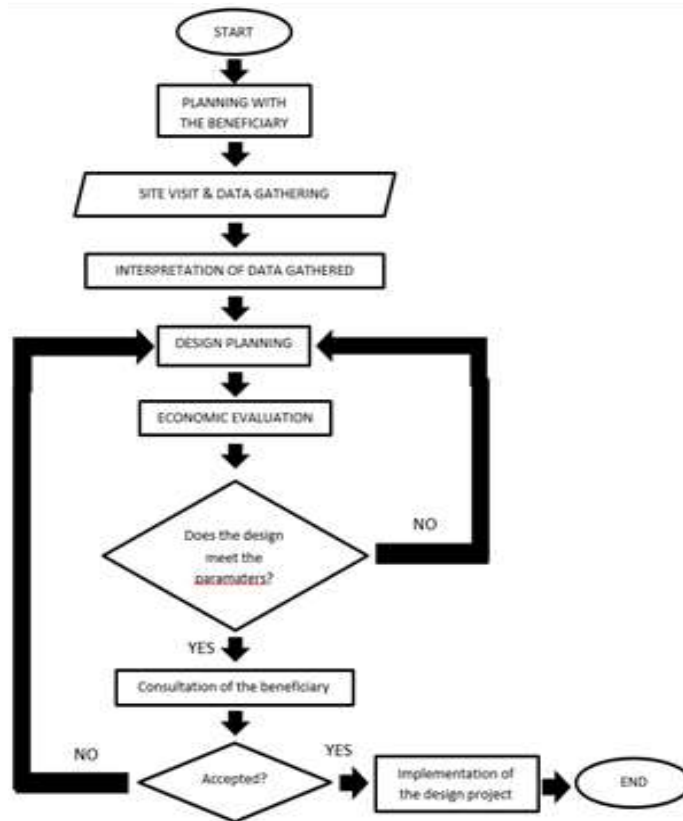 START
PLANNING WITH
THE BENEFICIARY
SITE VISIT & DATA GATHERING
INTERPRETATION OF DATA GATHERED
DESIGN PLANNING
ECONOMIC EVALUATION
Does the design
meet the
paramaters?
NO
YES
Consultation of the beneficiary
NO
Accepted?
YES
Implementation of
the design project
END